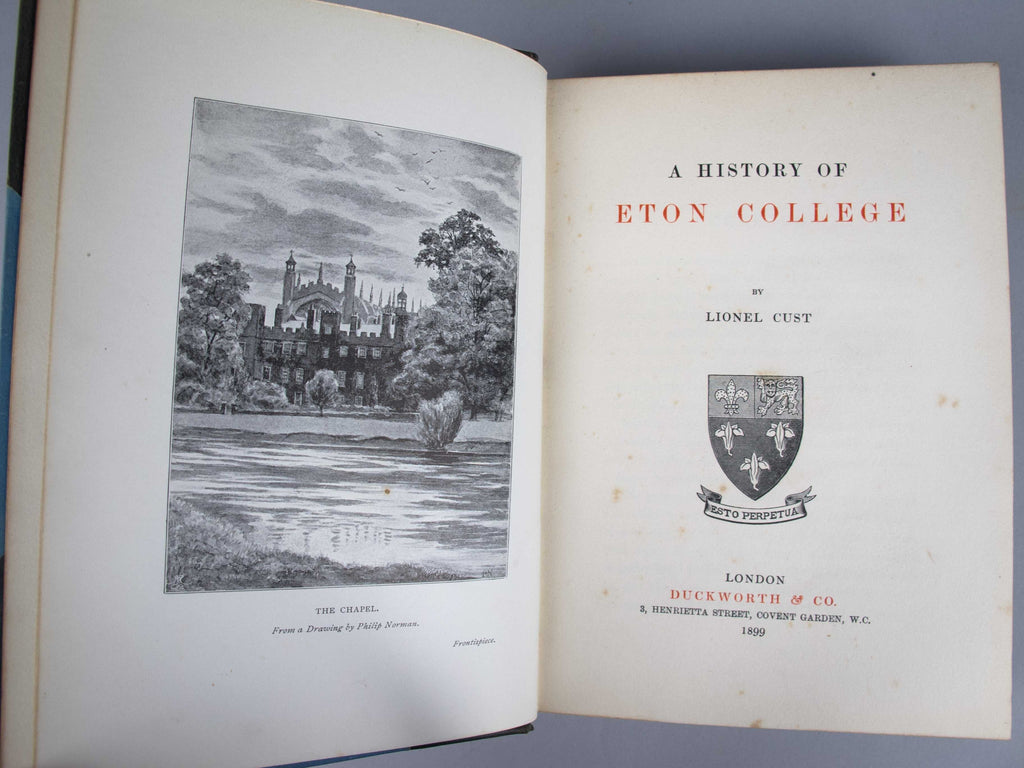 THE CHAPEL.
From a Drawing by Philip Norman.
Frontispiece.
A HISTORY OF
ETON COLLEGE
BY
LIONEL CUST
ESTO PERPETUA
LONDON
DUCKWORTH & CO.
3, HENRIETTA STREET, COVENT GARDEN, W.C.
1899